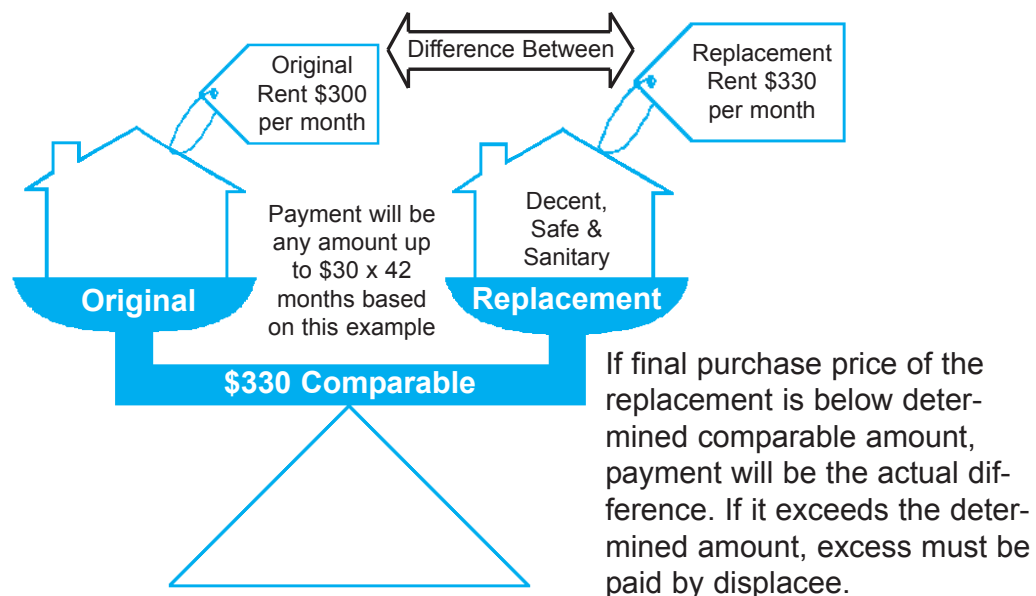 Difference Between
Original
Rent $300
per month
Replacement
Rent $330
per month
Payment will be
any amount up
to $30 x 42
months based
on this example
Decent,
Safe &
Sanitary
Original
Replacement
$330 Comparable
If final purchase price of the
replacement is below deter-
mined comparable amount,
payment will be the actual dif-
ference. If it exceeds the deter-
mined amount, excess must be
paid by displacee.